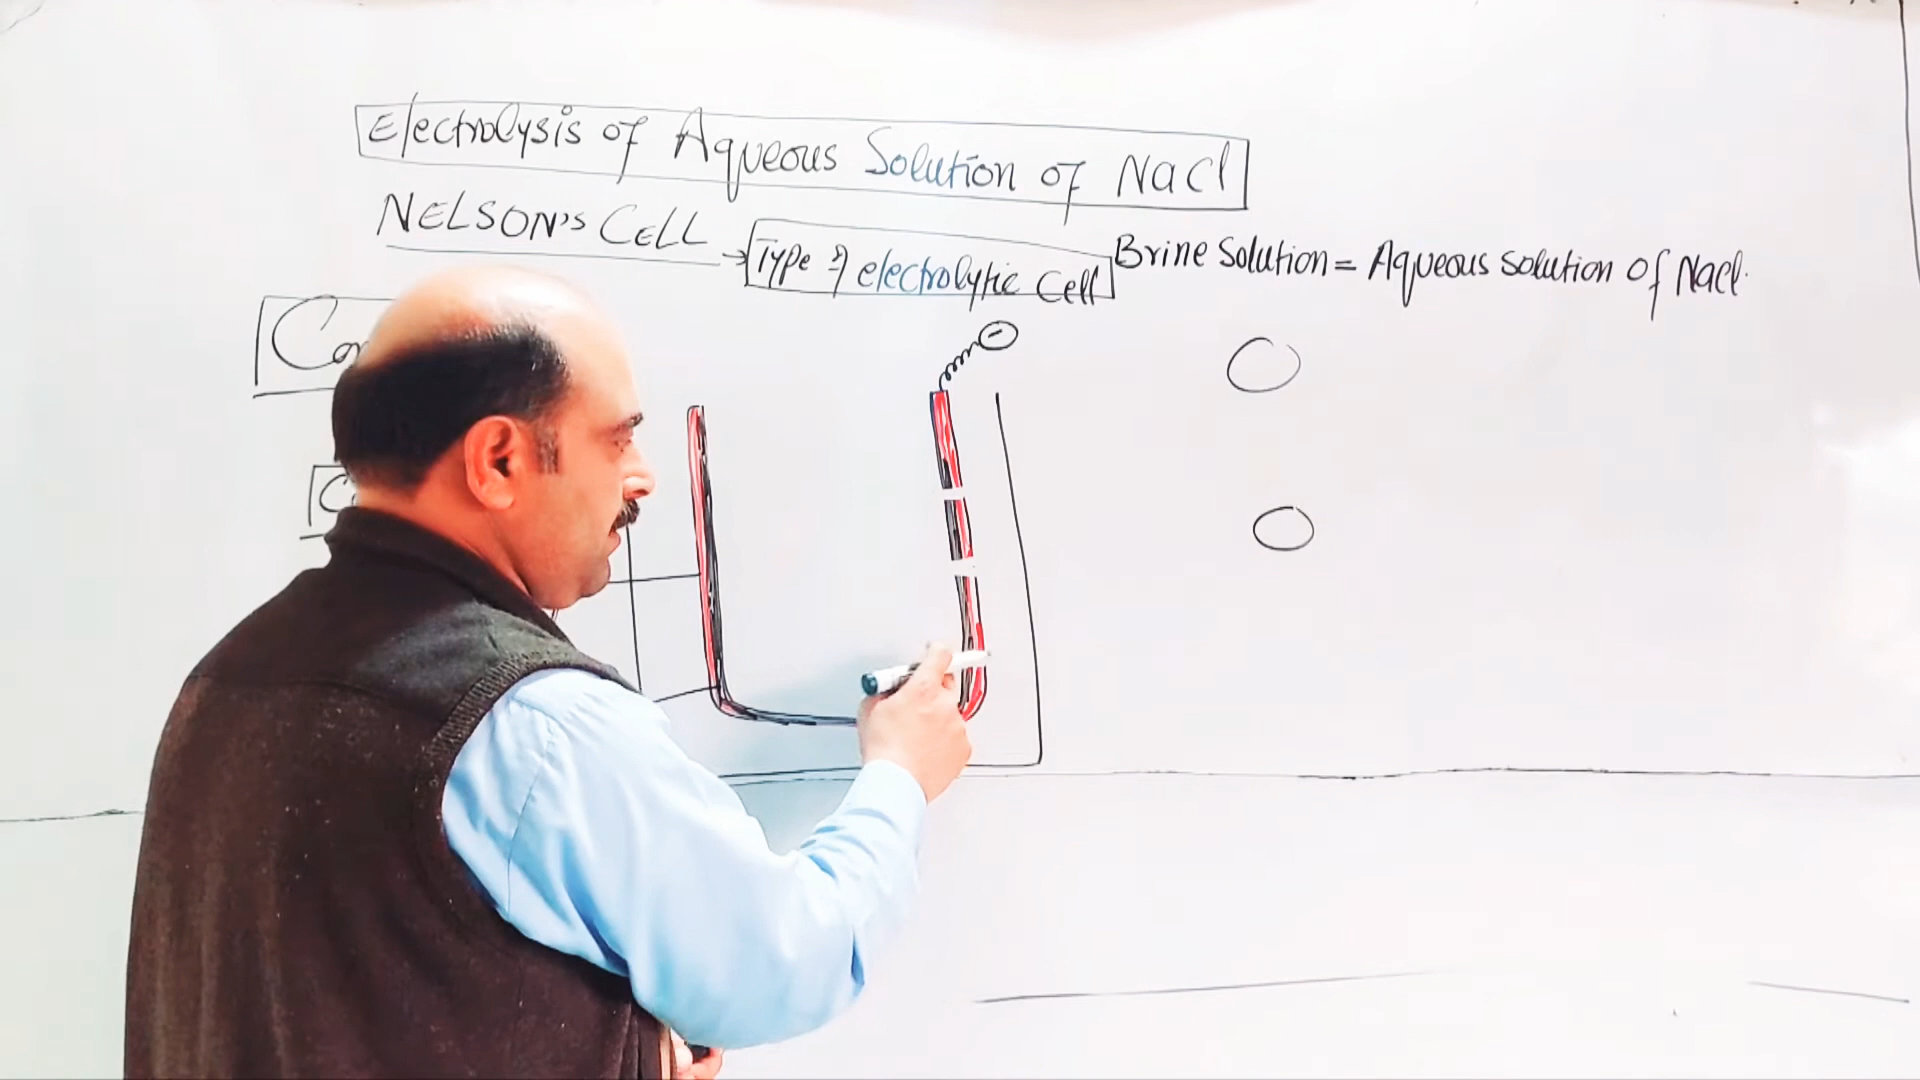 Electrolysis of Aqueous Solution of NaCl
NELSON'S CELL
Type of electrolytic Cell
Brine Solution = Aqueous solution of Nacl.
-